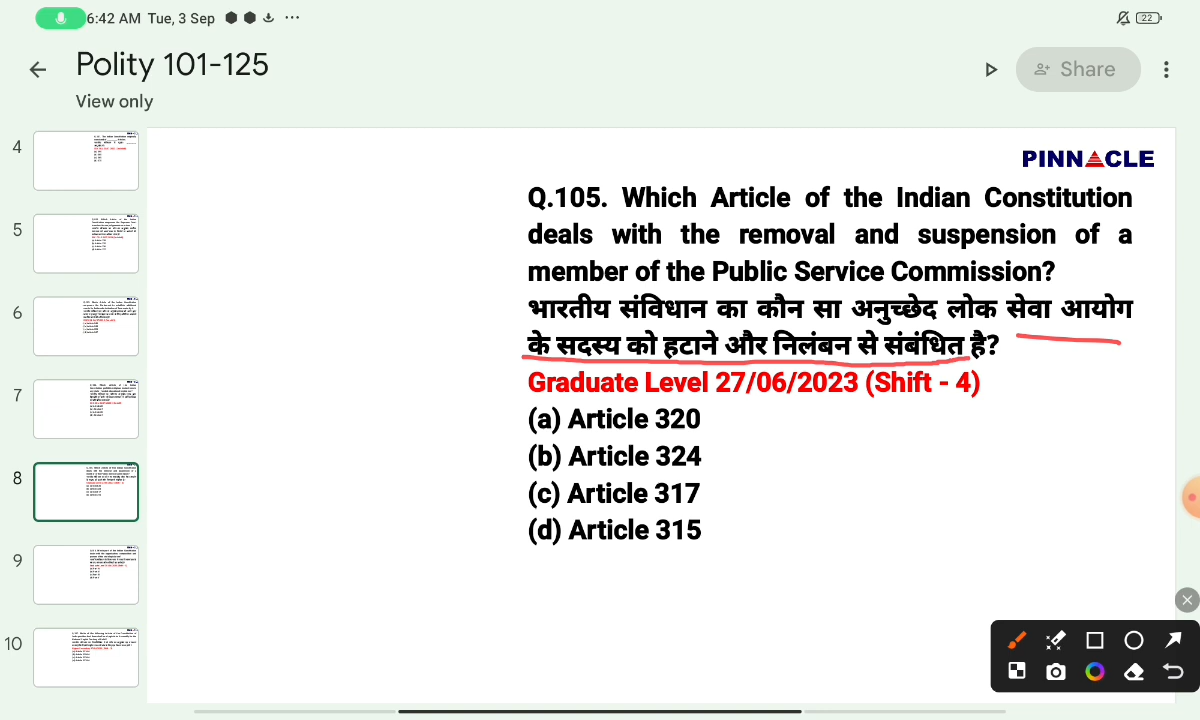 6:42 AM Tue, 3 Sep
22
Polity 101-125
Share
View only
PINNACLE
4
5
6
7
8
9
10
Q.105. Which Article of the Indian Constitution
deals with the removal and suspension of a
member of the Public Service Commission?
भारतीय संविधान का कौन सा अनुच्छेद लोक सेवा आयोग
के सदस्य को हटाने और निलंबन से संबंधित है?
Graduate Level 27/06/2023 (Shift - 4)
(a) Article 320
(b) Article 324
(c) Article 317
(d) Article 315